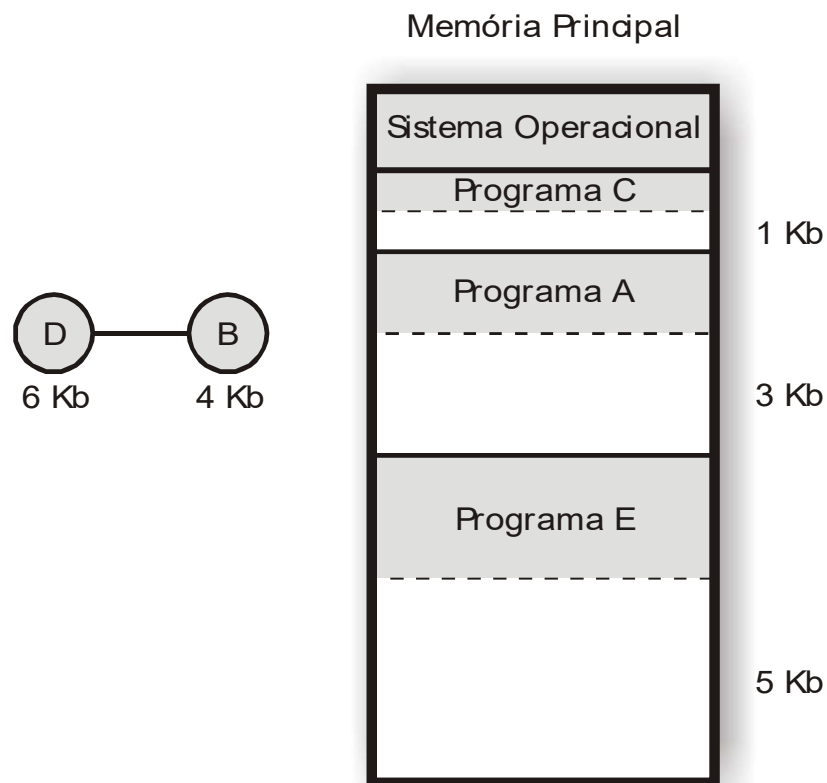 Memória Principal
Sistema Operacional
Programa C
1 Kb
Programa A
D
B
6 Kb
4 Kb
3 Kb
Programa E
5 Kb